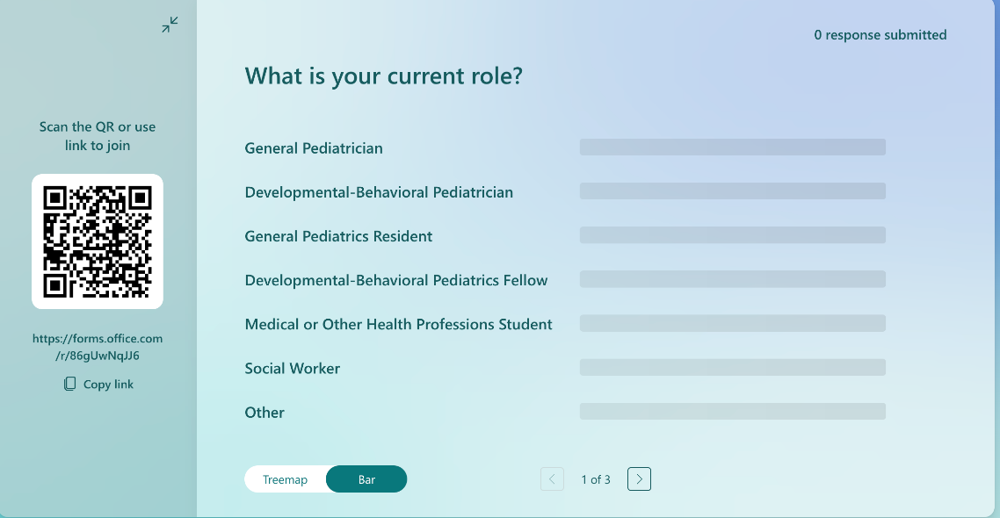 0 response submitted
What is your current role?
Scan the QR or use
link to join
https://forms.office.com
/r/86gUwNqJJ6
Copy link
General Pediatrician
Developmental-Behavioral Pediatrician
General Pediatrics Resident
Developmental-Behavioral Pediatrics Fellow
Medical or Other Health Professions Student
Social Worker
Other
Treemap
Bar
1 of 3